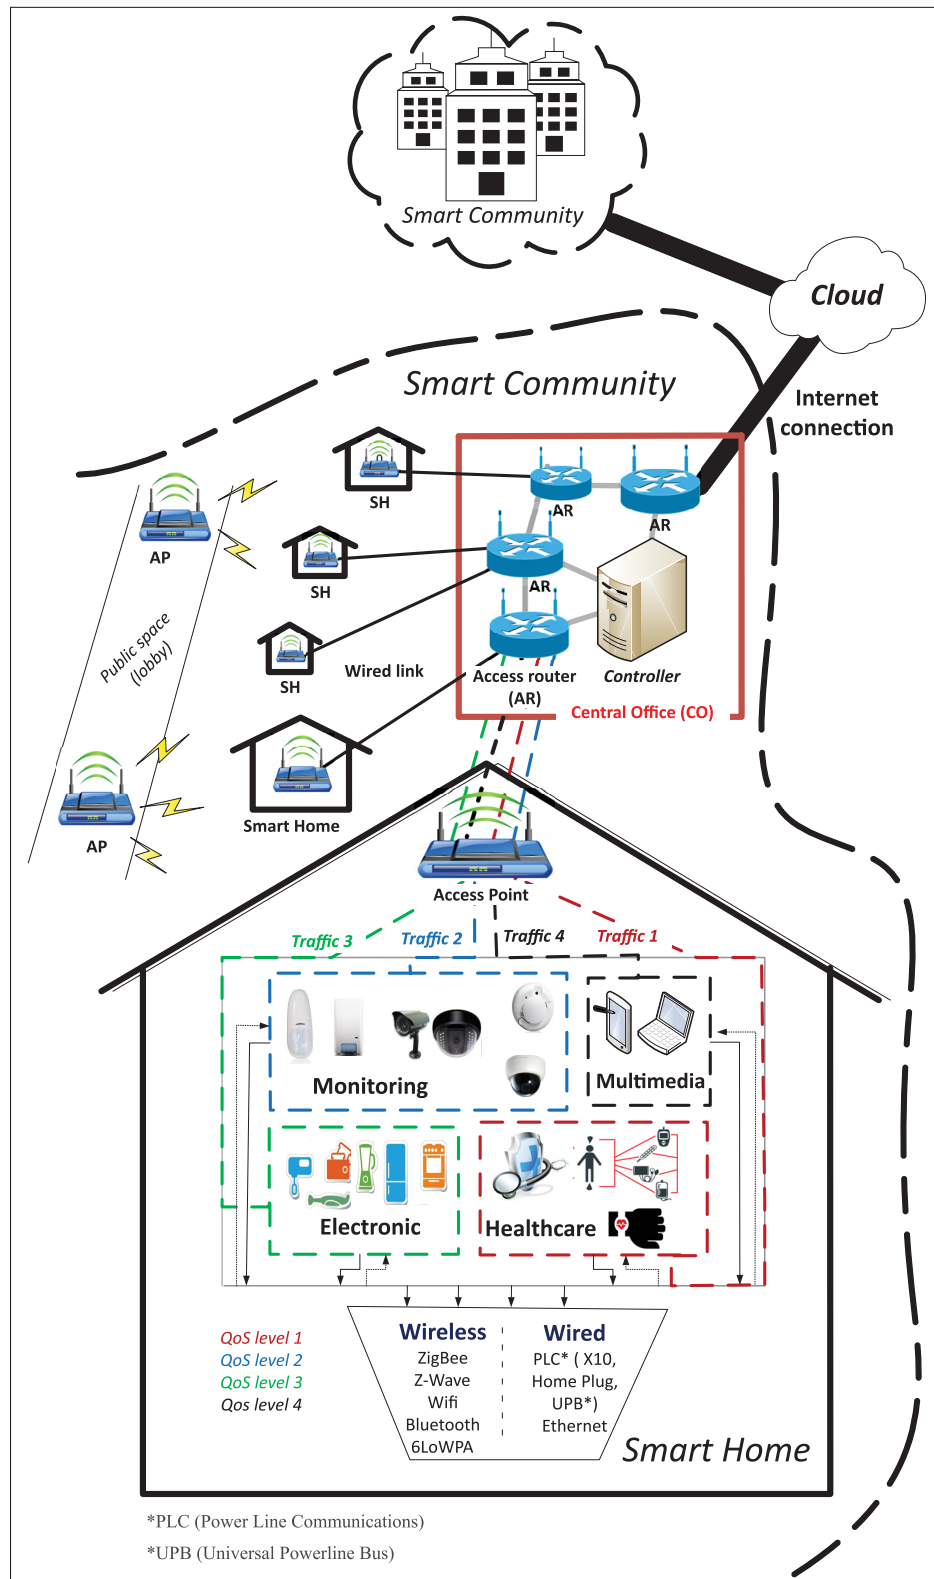 Smart Community
Cloud
Smart Community
Internet
connection
SH
AR
AR
AP
SH
AR
Public space
(lobby)
SH
Wired link
Access router
(AR)
Controller
Central Office (CO)
Smart Home
AP
Access Point
Traffic 3
Traffic 2
Traffic 4
Traffic 1
Monitoring
Multimedia
Electronic
Healthcare
QoS level 1
QoS level 2
QoS level 3
Qos level 4
Wireless
ZigBee
Z-Wave
Wifi
Bluetooth
6LoWPA
Wired
PLC* ( X10,
Home Plug,
UPB*)
Ethernet
Smart Home
*PLC (Power Line Communications)
*UPB (Universal Powerline Bus)